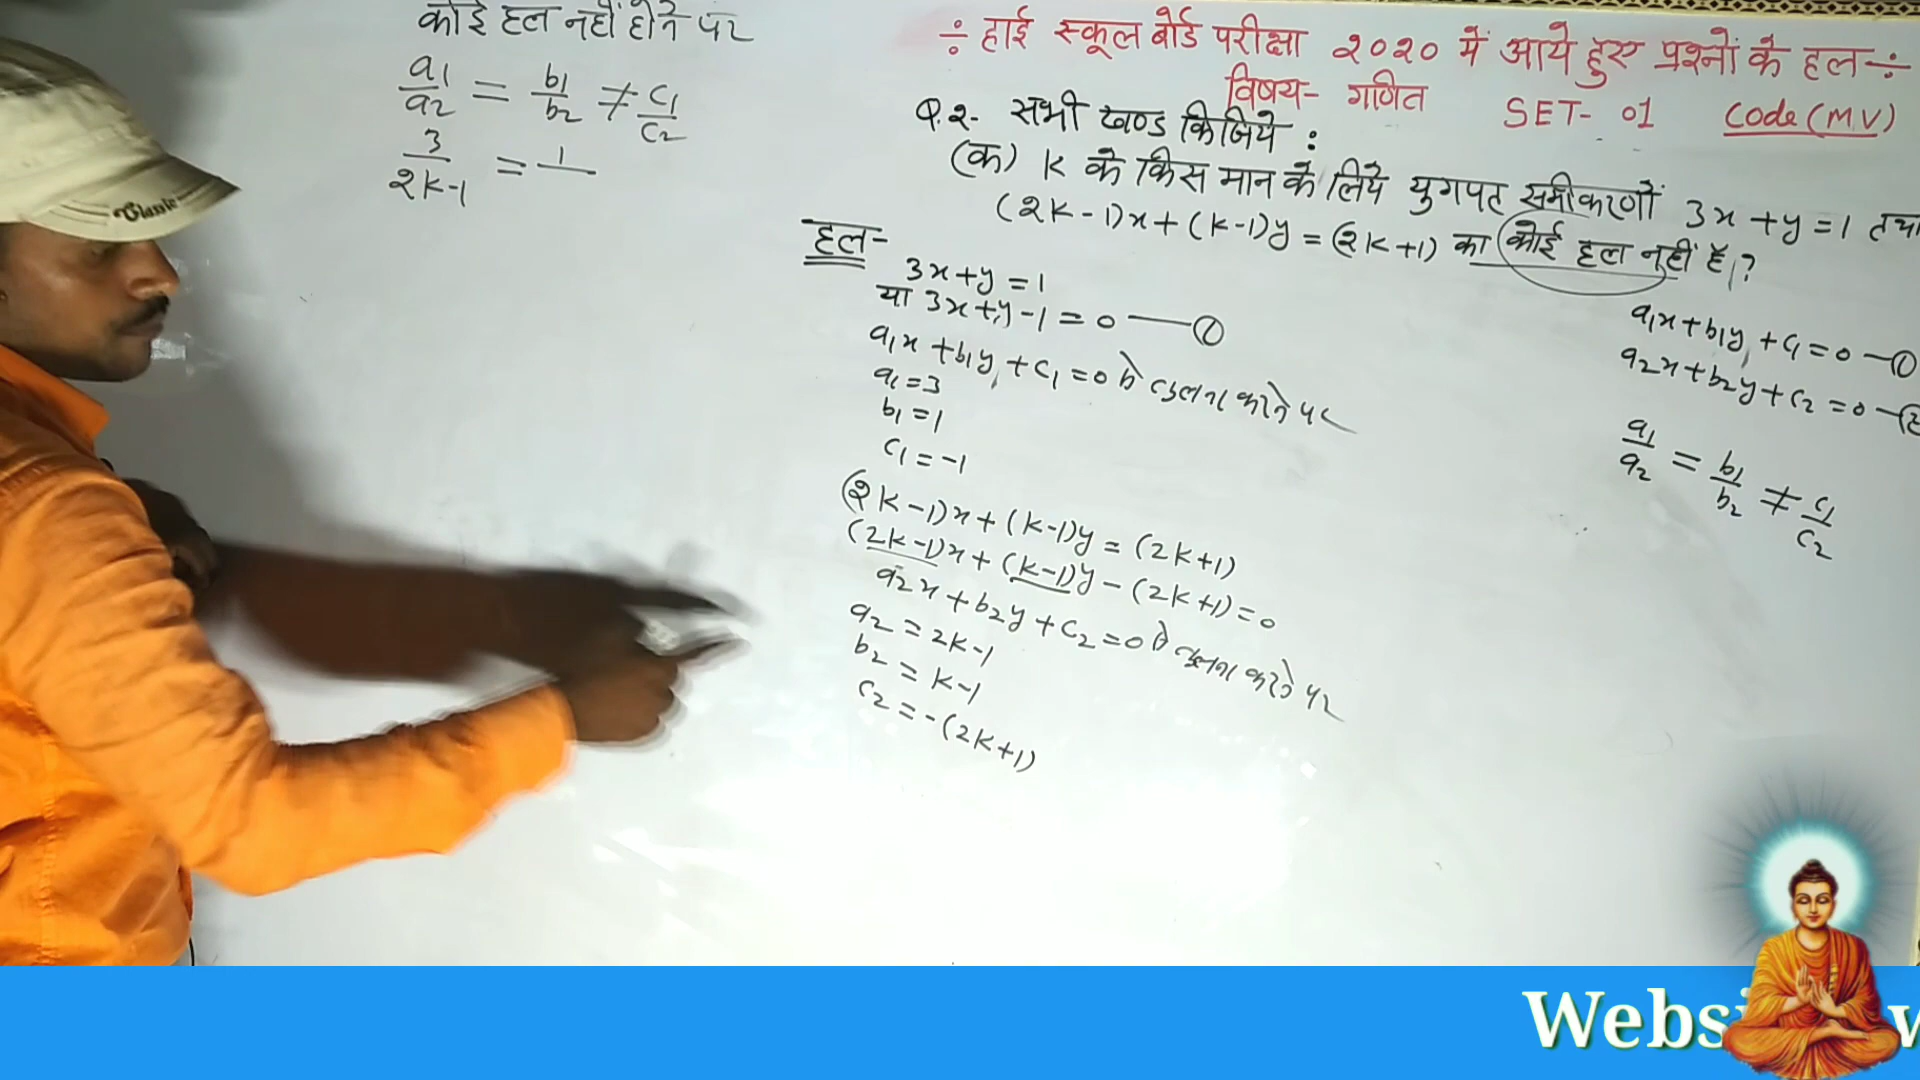 कोई हल नहीं होने पर
a1/a2 = b1/b2 ≠ c1/c2
3/2K-1 = 1/
÷ हाई स्कूल बोर्ड परीक्षा २०२० में आये हुए प्रश्नों के हल ÷
विषय- गणित SET- 01 Code (MV)
Q.२. सभी खण्ड किजिये :
(क) K के किस मान के लिये युगपत समीकरणों 3x + y = 1 तथा
(2K-1)x + (K-1)y = (2K+1) का कोई हल नहीं है ?
हल-
3x + y = 1
या 3x + y - 1 = 0 —①
a1x + b1y + c1 = 0 से तुलना करने पर
a1 = 3
b1 = 1
c1 = -1
(2K-1)x + (K-1)y = (2K+1)
(2K-1)x + (K-1)y - (2K+1) = 0
a2x + b2y + c2 = 0 से तुलना करने पर
a2 = 2K-1
b2 = K-1
c2 = -(2K+1)
a1x + b1y + c1 = 0 —①
a2x + b2y + c2 = 0 —②
a1/a2 = b1/b2 ≠ c1/c2